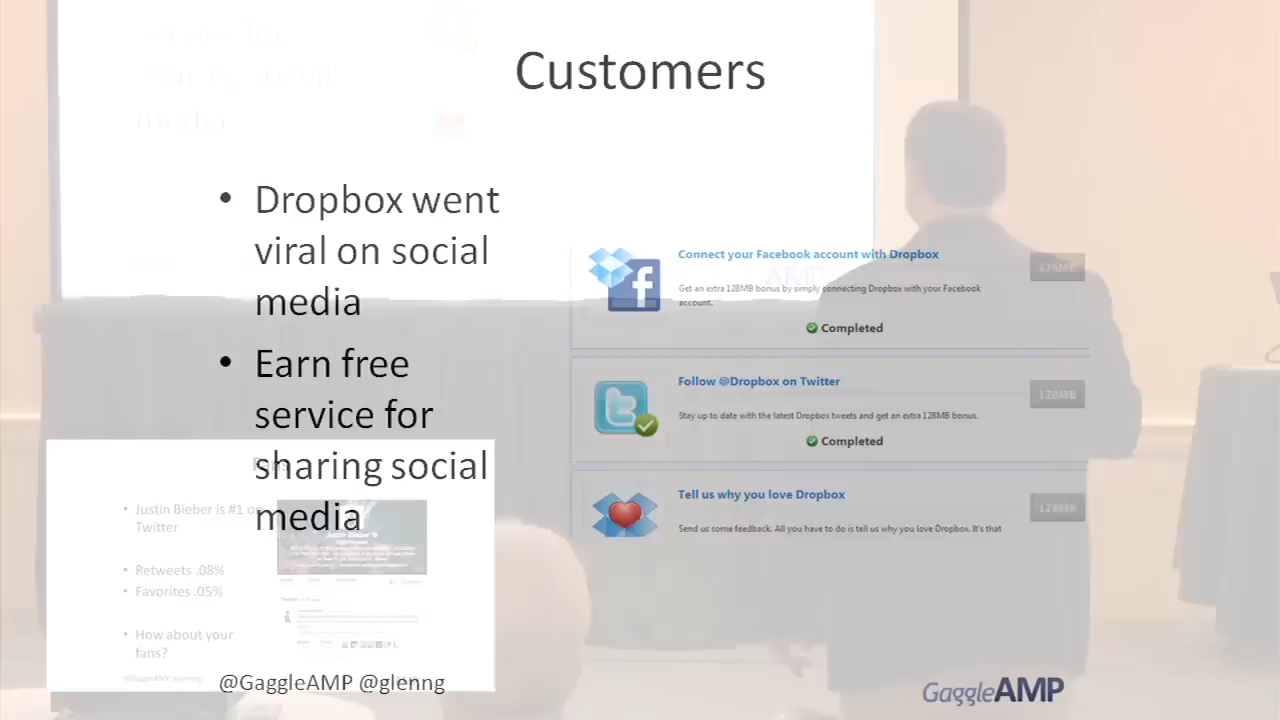 Customers
• Dropbox went
viral on social
media
• Earn free
service for
sharing social
media
Connect your Facebook account with Dropbox
128MB
Get an extra 128MB bonus by simply connecting Dropbox with your Facebook
account.
Completed
Follow @Dropbox on Twitter
128MB
Stay up to date with the latest Dropbox tweets and get an extra 128MB bonus.
Completed
Tell us why you love Dropbox
128MB
Send us some feedback. All you have to do is tell us why you love Dropbox. It's that
Fans
• Justin Bieber is #1 on
Twitter
• Retweets .08%
• Favorites .05%
• How about your
fans?
@GaggleAMP @glenng
GaggleAMP